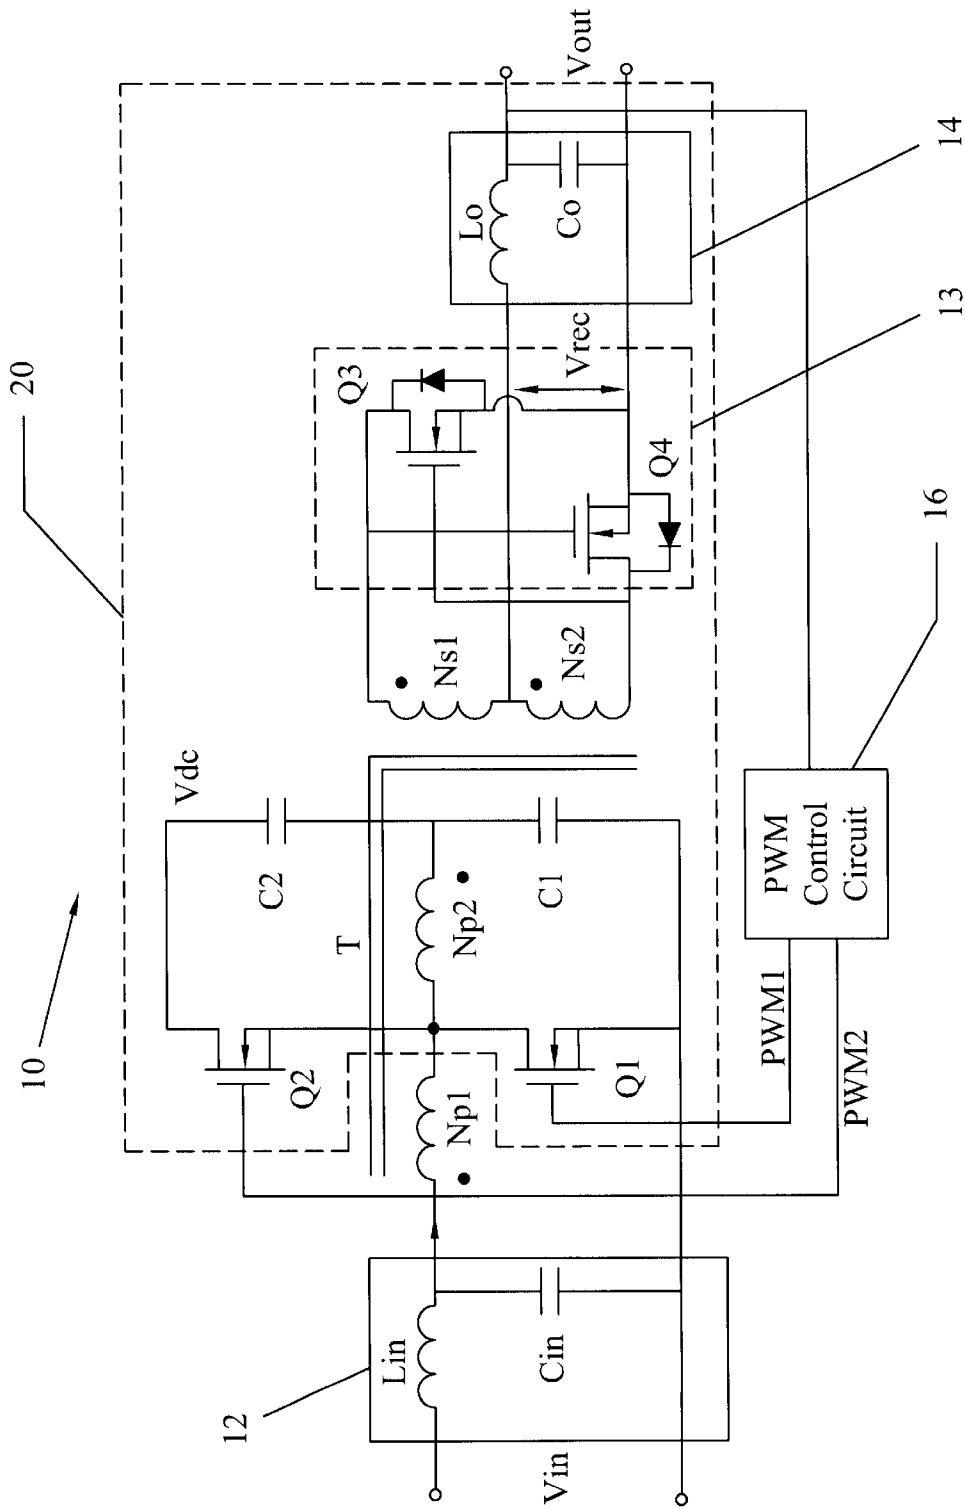 10
20
Vdc
C2
T
Q2
Np1
Np2
Q1
C1
Lin
Cin
12
Vin
Ns1
Ns2
Q3
Q4
Vrec
Lo
Co
Vout
PWM1
PWM2
PWM
Control
Circuit
16
13
14